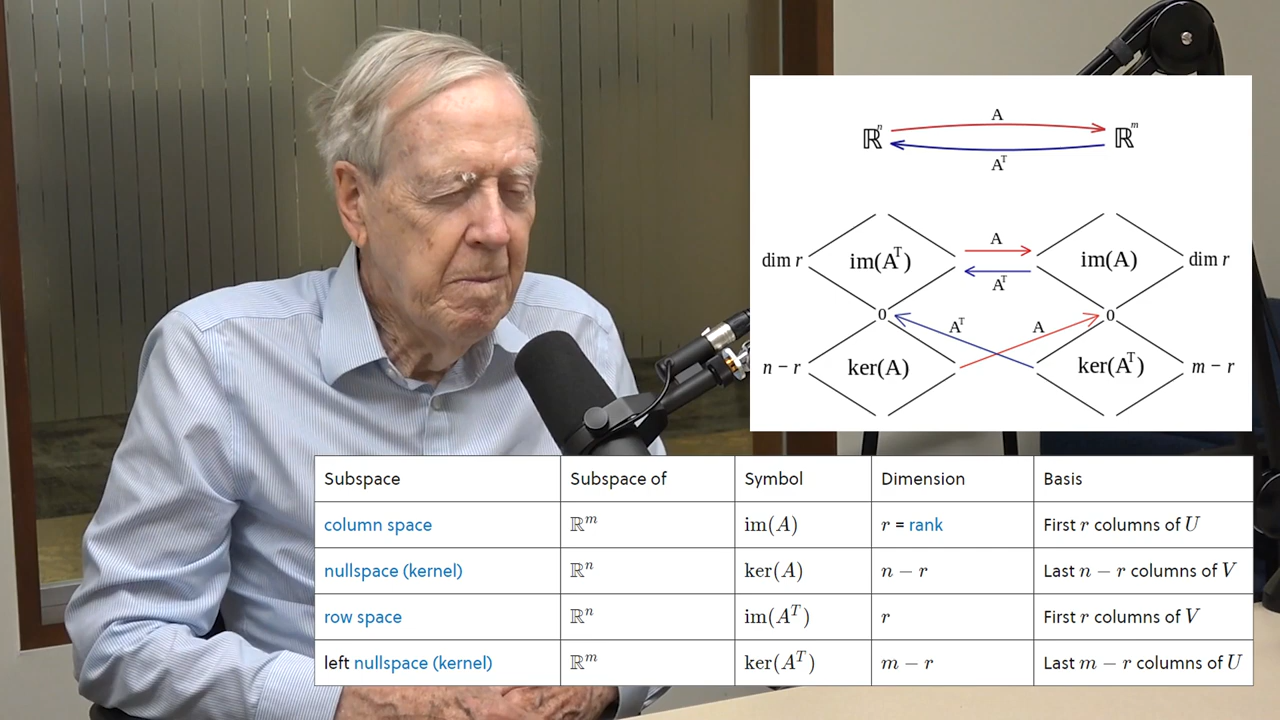 ℝⁿ A ℝᵐ
Aᵀ
dim r im(Aᵀ) A im(A) dim r
Aᵀ
0 Aᵀ A 0
n − r ker(A) ker(Aᵀ) m − r
Subspace Subspace of Symbol Dimension Basis
column space ℝᵐ im(A) r = rank First r columns of U
nullspace (kernel) ℝⁿ ker(A) n − r Last n − r columns of V
row space ℝⁿ im(Aᵀ) r First r columns of V
left nullspace (kernel) ℝᵐ ker(Aᵀ) m − r Last m − r columns of U